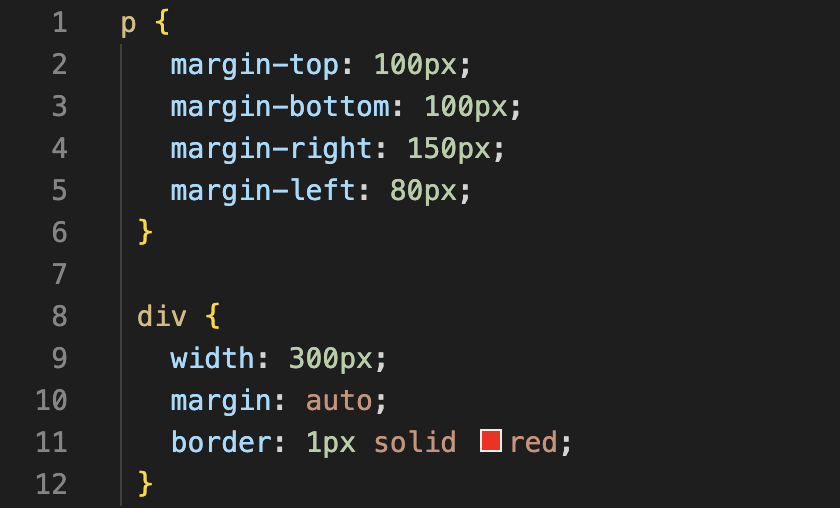 1 p {
2 margin-top: 100px;
3 margin-bottom: 100px;
4 margin-right: 150px;
5 margin-left: 80px;
6 }
7
8 div {
9 width: 300px;
10 margin: auto;
11 border: 1px solid red;
12 }